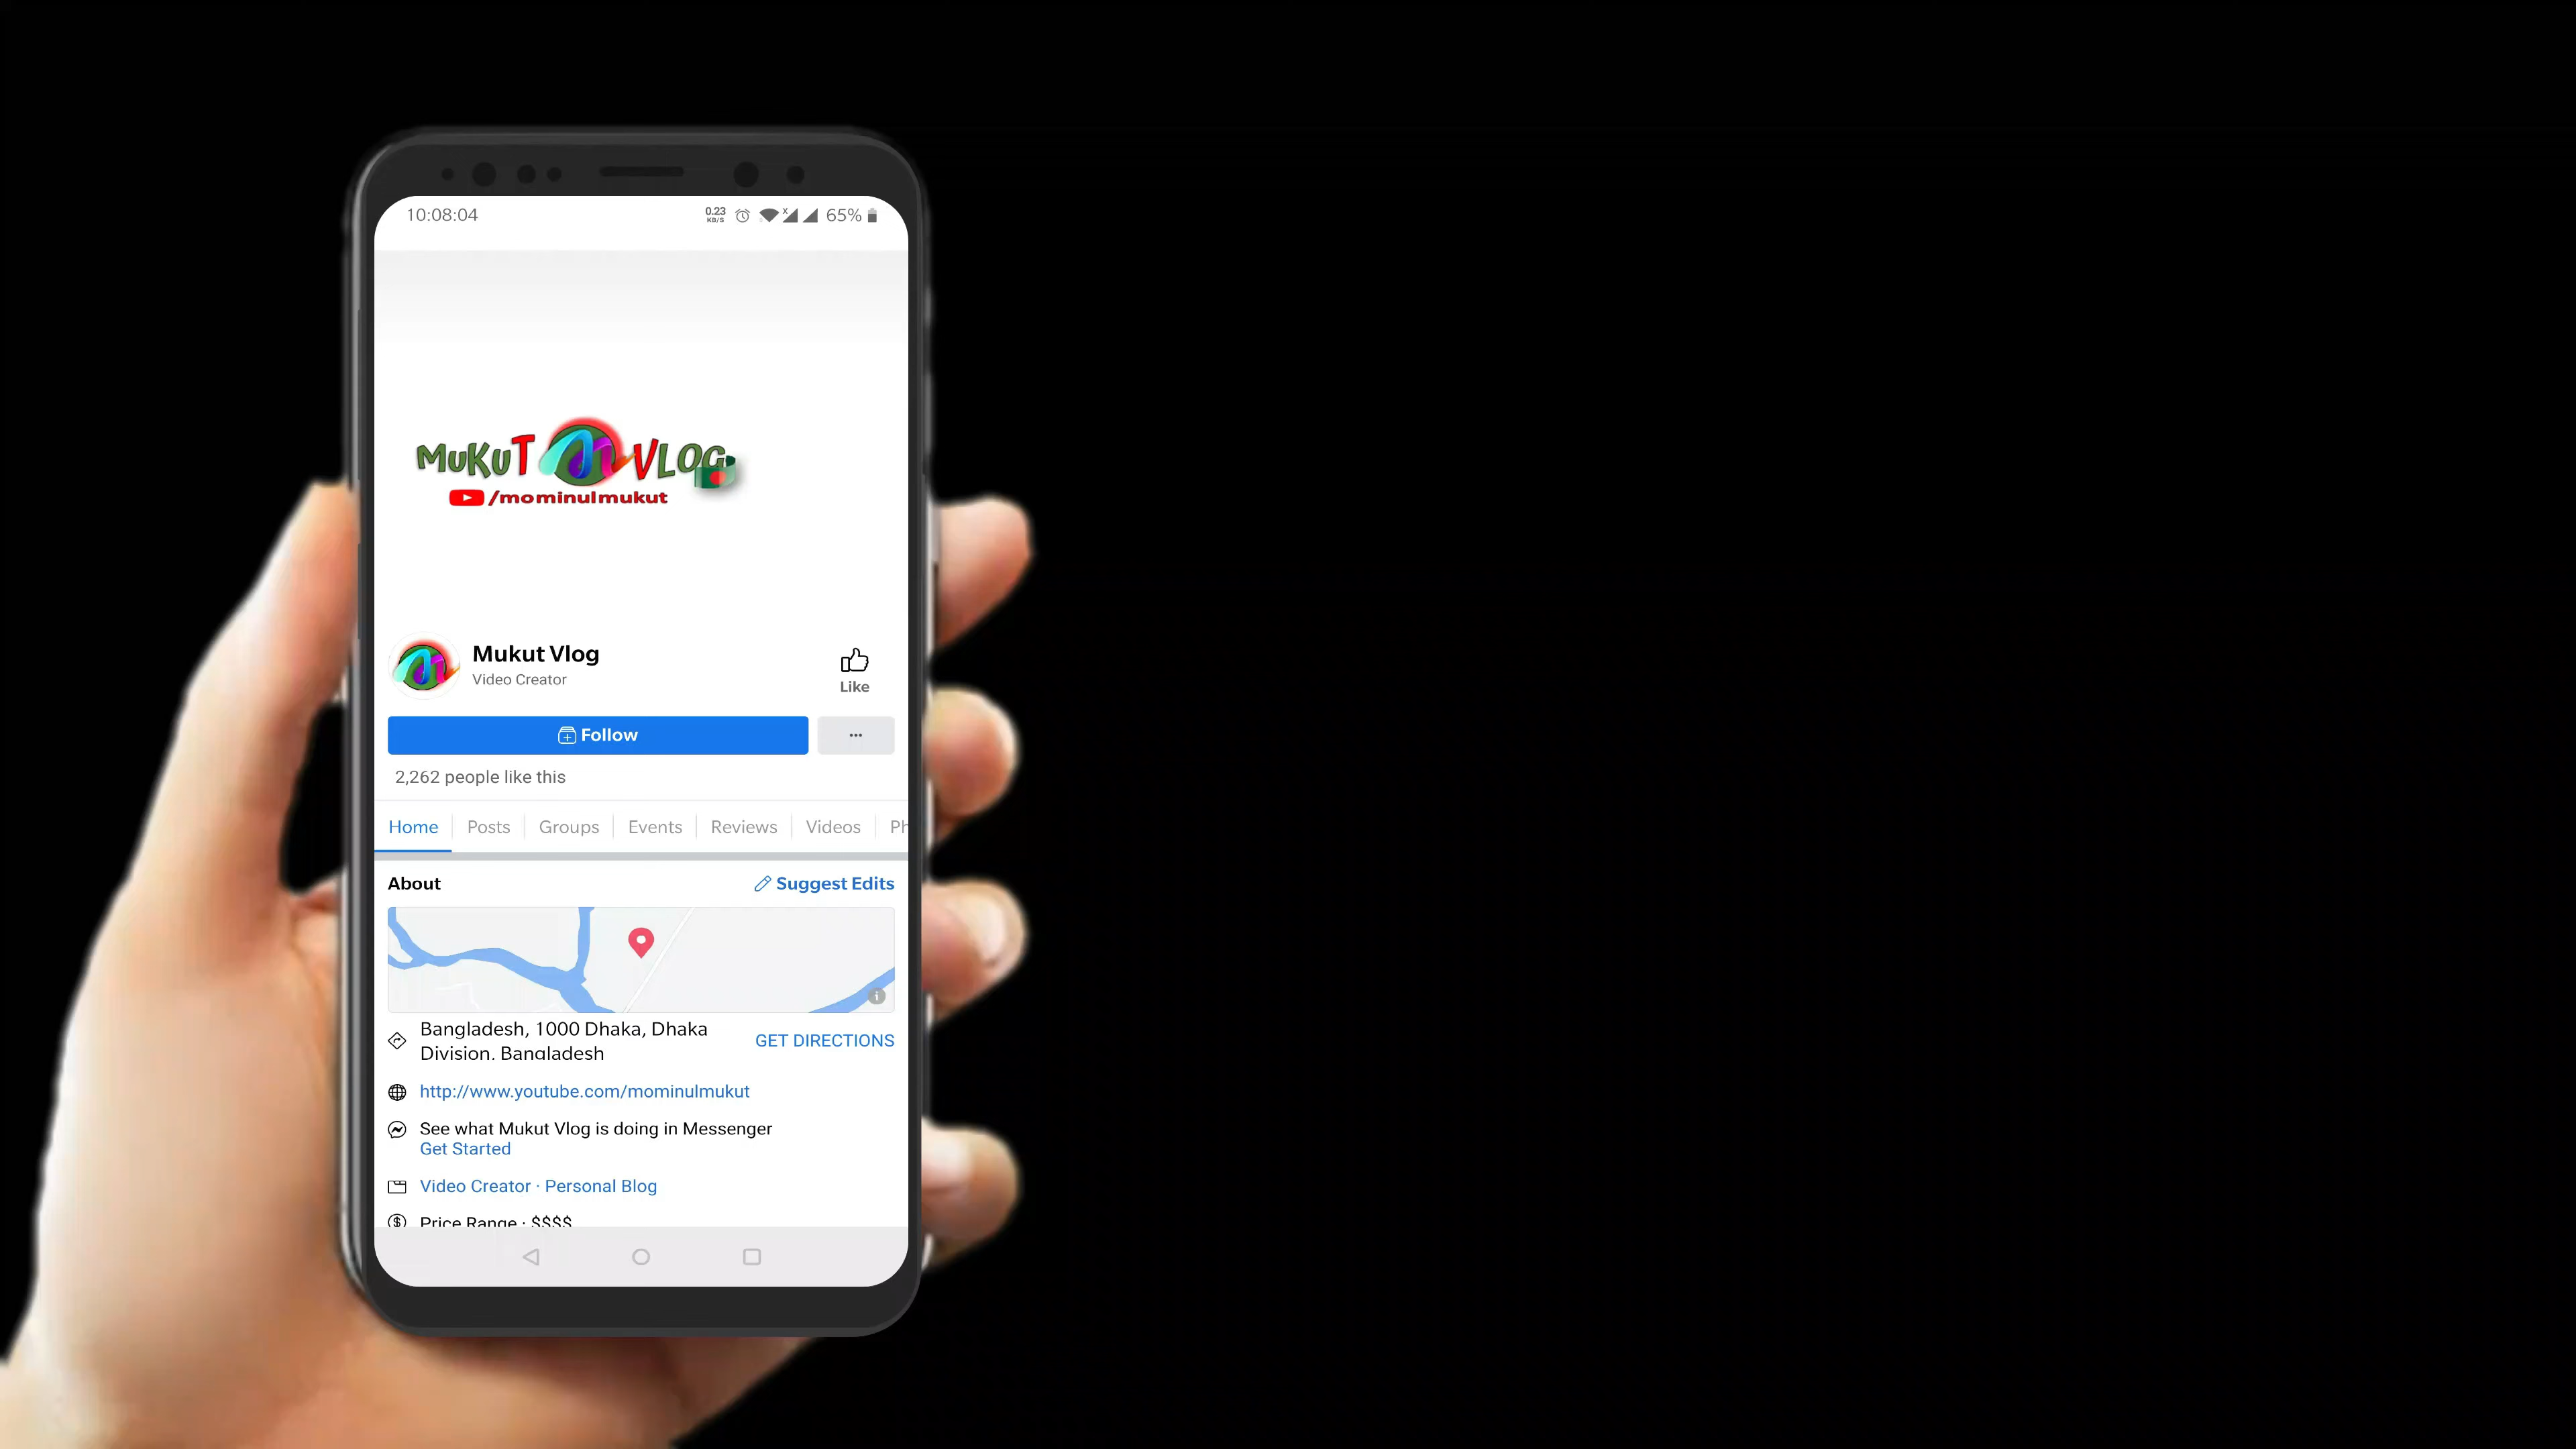 10:08:04
0.23
KB/S
65%
MUKUT VLOG
/mominulmukut
Mukut Vlog
Video Creator
Like
Follow
2,262 people like this
Home
Posts
Groups
Events
Reviews
Videos
Ph
About
Suggest Edits
Bangladesh, 1000 Dhaka, Dhaka
Division, Bangladesh
GET DIRECTIONS
http://www.youtube.com/mominulmukut
See what Mukut Vlog is doing in Messenger
Get Started
Video Creator · Personal Blog
Price Range · $$$$